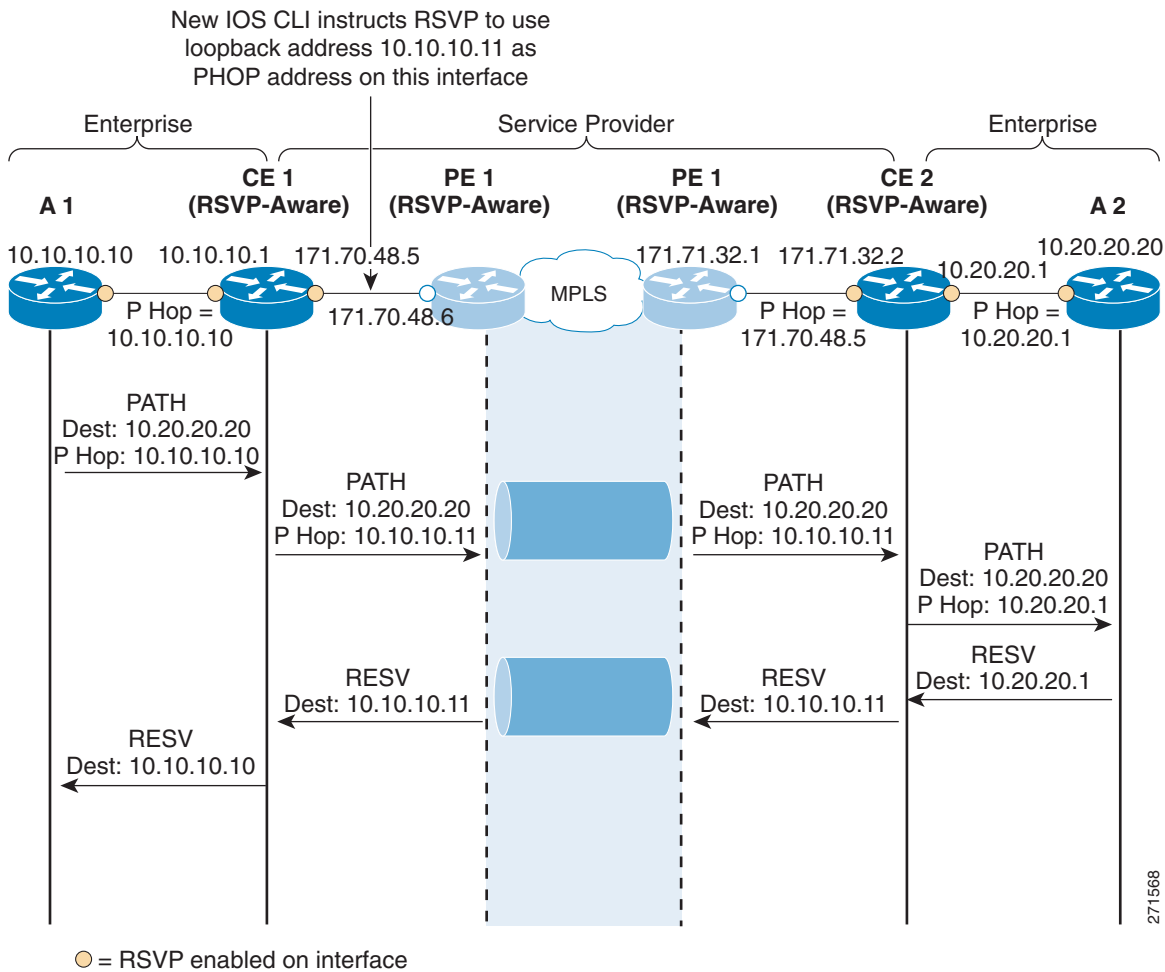 New IOS CLI instructs RSVP to use
loopback address 10.10.10.11 as
PHOP address on this interface
Enterprise
Service Provider
Enterprise
A 1
CE 1
(RSVP-Aware)
PE 1
(RSVP-Aware)
PE 1
(RSVP-Aware)
CE 2
(RSVP-Aware)
A 2
10.10.10.10
10.10.10.1
171.70.48.5
171.71.32.1
171.71.32.2
10.20.20.1
10.20.20.20
P Hop =
10.10.10.10
171.70.48.6
MPLS
P Hop =
171.70.48.5
P Hop =
10.20.20.1
PATH
Dest: 10.20.20.20
P Hop: 10.10.10.10
PATH
Dest: 10.20.20.20
P Hop: 10.10.10.11
PATH
Dest: 10.20.20.20
P Hop: 10.10.10.11
PATH
Dest: 10.20.20.20
P Hop: 10.20.20.1
RESV
Dest: 10.20.20.1
RESV
Dest: 10.10.10.11
RESV
Dest: 10.10.10.11
RESV
Dest: 10.10.10.10
271568
= RSVP enabled on interface